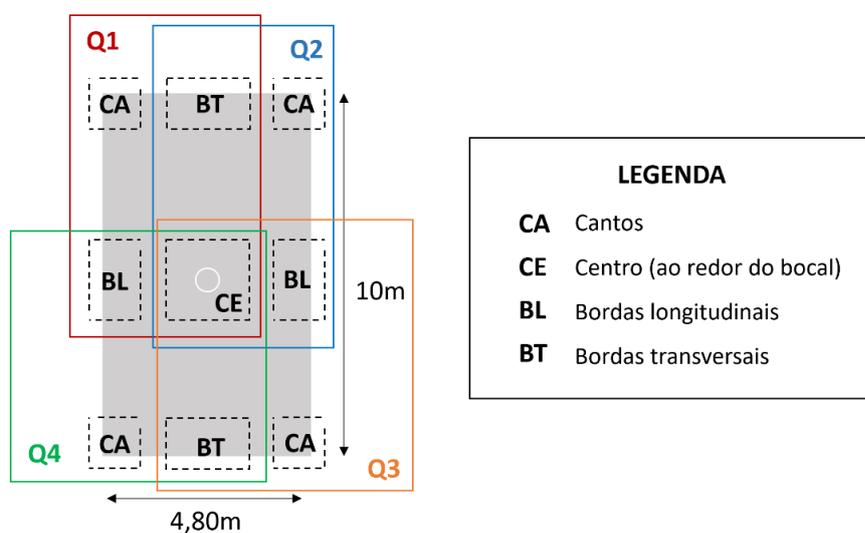 Q1
Q2
CA BT CA
BL CE BL
10m
CA BT CA
Q4
Q3
4,80m
LEGENDA
CA Cantos
CE Centro (ao redor do bocal)
BL Bordas longitudinais
BT Bordas transversais